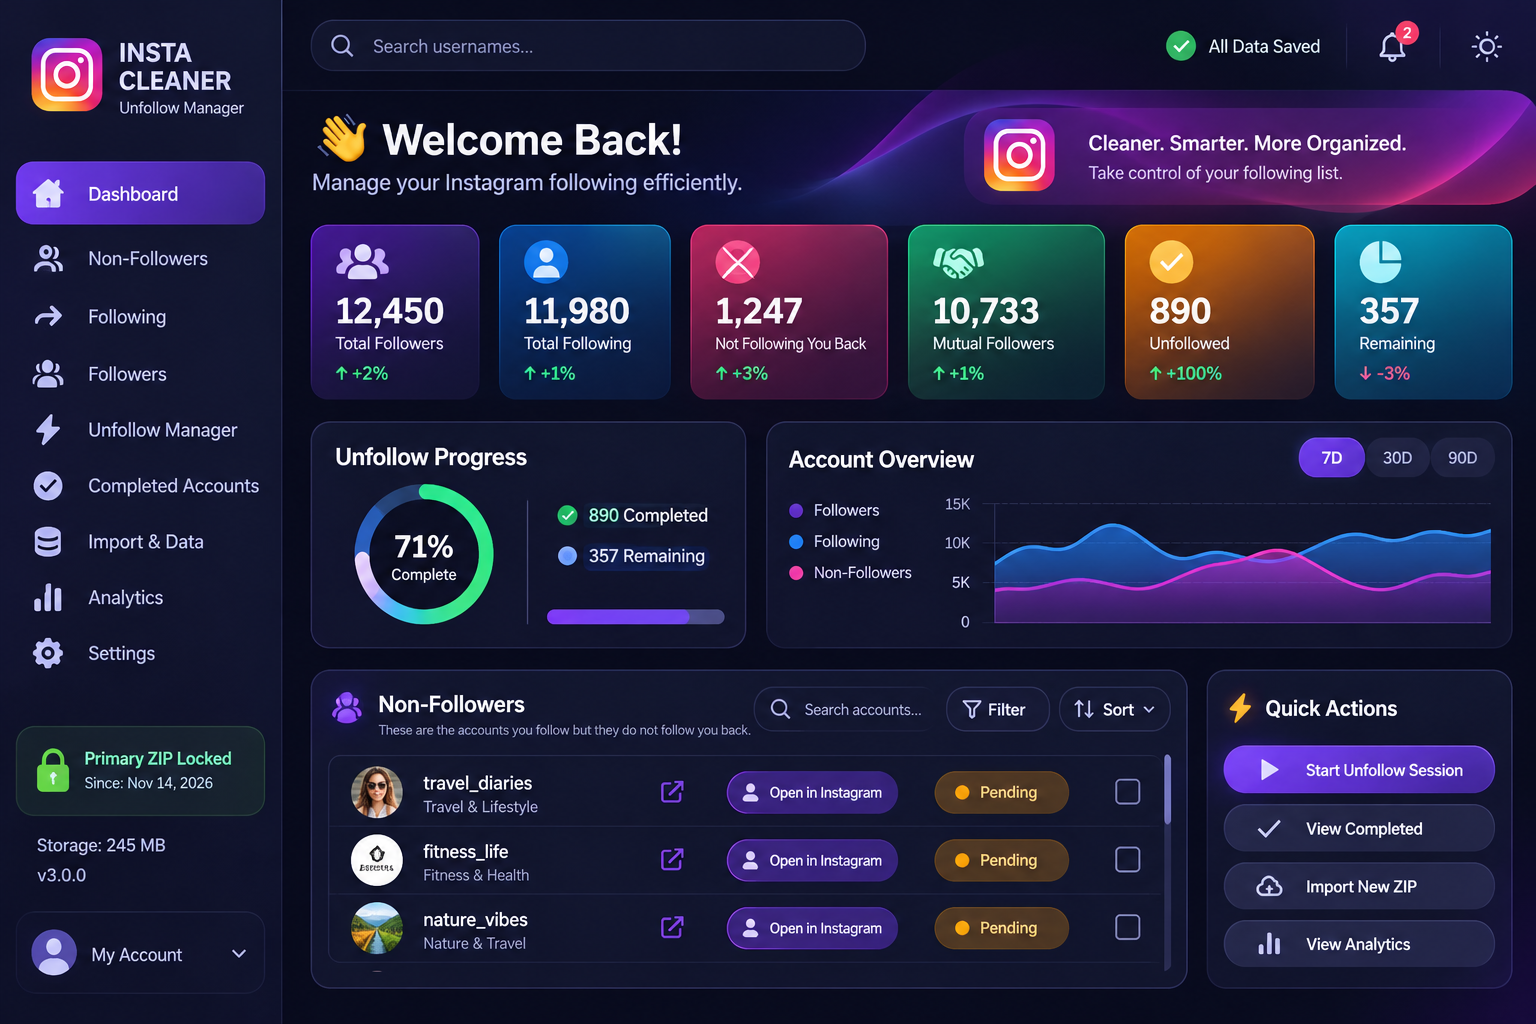 INSTA
CLEANER
Unfollow Manager
Dashboard
Non-Followers
Following
Followers
Unfollow Manager
Completed Accounts
Import & Data
Analytics
Settings
Primary ZIP Locked
Since: Nov 14, 2026
Storage: 245 MB
v3.0.0
My Account
Search usernames...
All Data Saved
2
Welcome Back!
Manage your Instagram following efficiently.
Cleaner. Smarter. More Organized.
Take control of your following list.
12,450
Total Followers
↑ +2%
11,980
Total Following
↑ +1%
1,247
Not Following You Back
↑ +3%
10,733
Mutual Followers
↑ +1%
890
Unfollowed
↑ +100%
357
Remaining
↓ -3%
Unfollow Progress
71%
Complete
890 Completed
357 Remaining
Account Overview
7D
30D
90D
Followers
Following
Non-Followers
15K
10K
5K
0
Non-Followers
These are the accounts you follow but they do not follow you back.
Search accounts...
Filter
Sort
travel_diaries
Travel & Lifestyle
Open in Instagram
Pending
fitness_life
Fitness & Health
Open in Instagram
Pending
nature_vibes
Nature & Travel
Open in Instagram
Pending
Quick Actions
Start Unfollow Session
View Completed
Import New ZIP
View Analytics